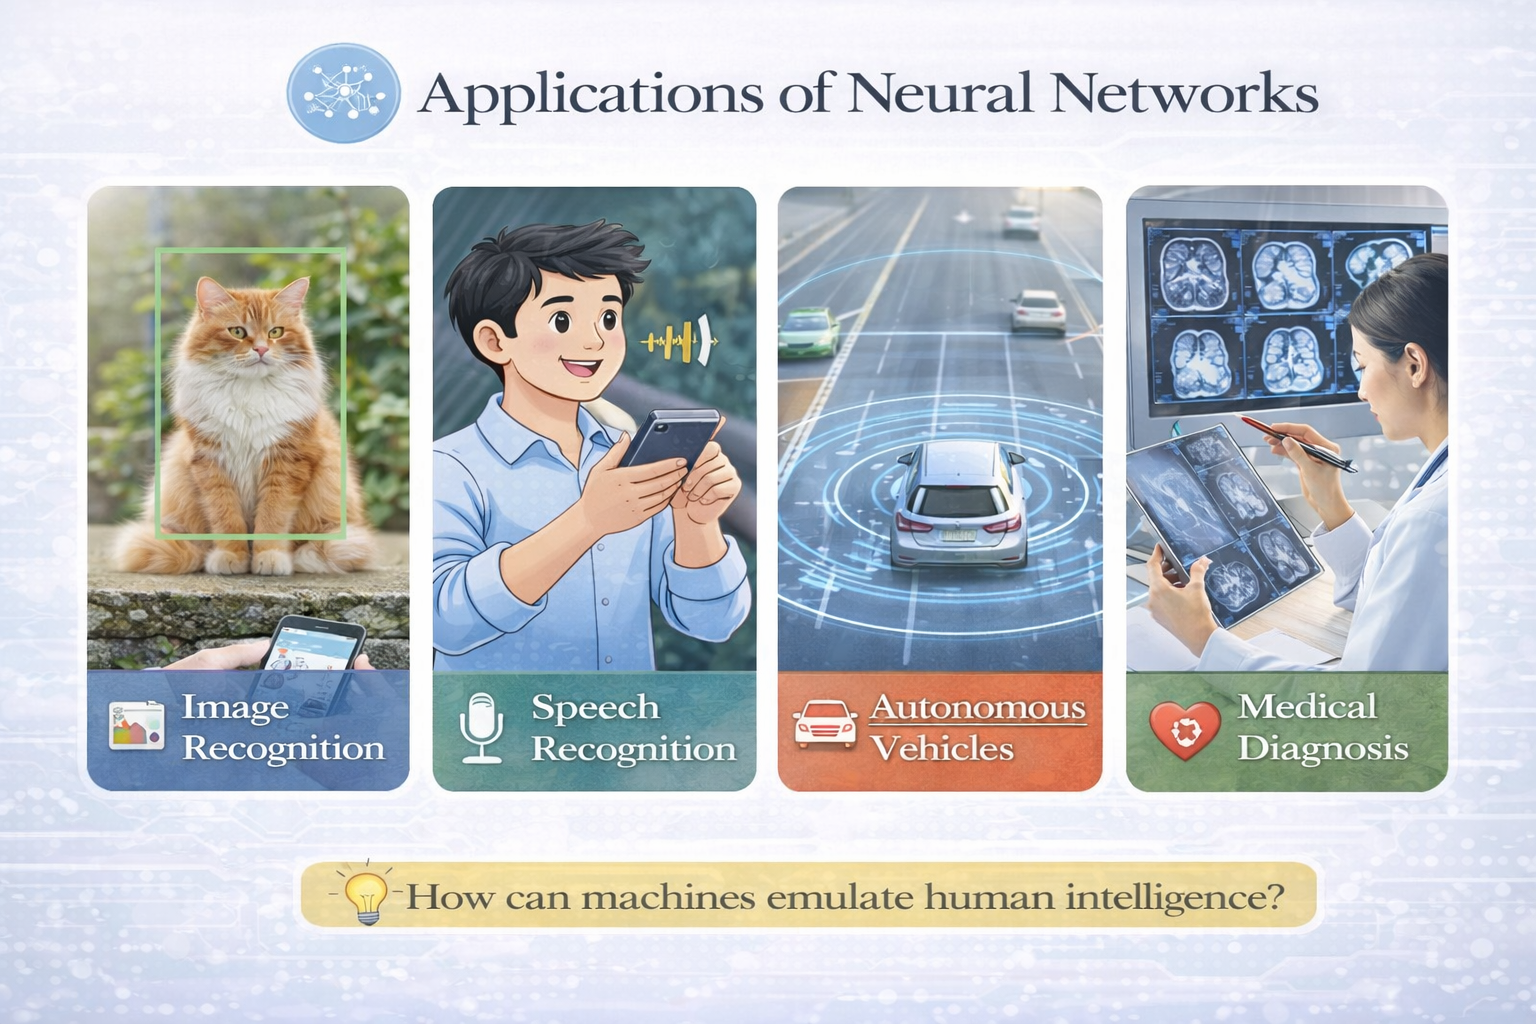 Applications of Neural Networks
Image
Recognition
Speech
Recognition
Autonomous
Vehicles
Medical
Diagnosis
How can machines emulate human intelligence?